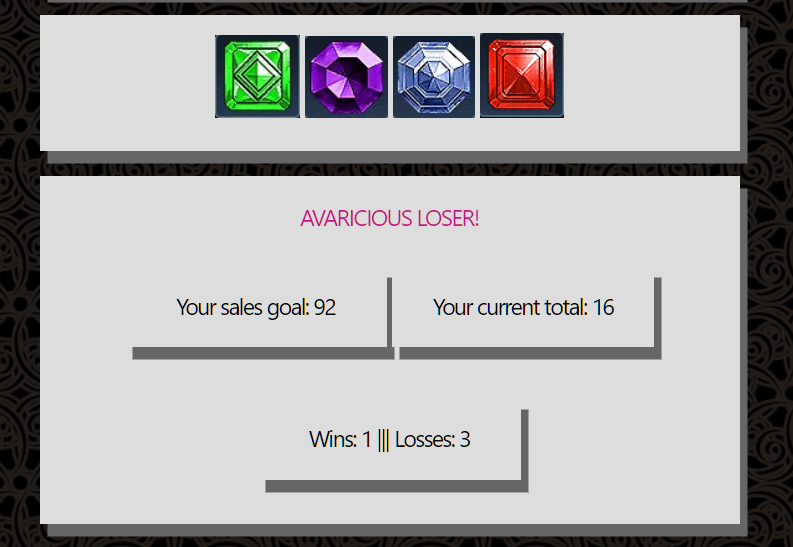 AVARICIOUS LOSER!
Your sales goal: 92
Your current total: 16
Wins: 1 ||| Losses: 3